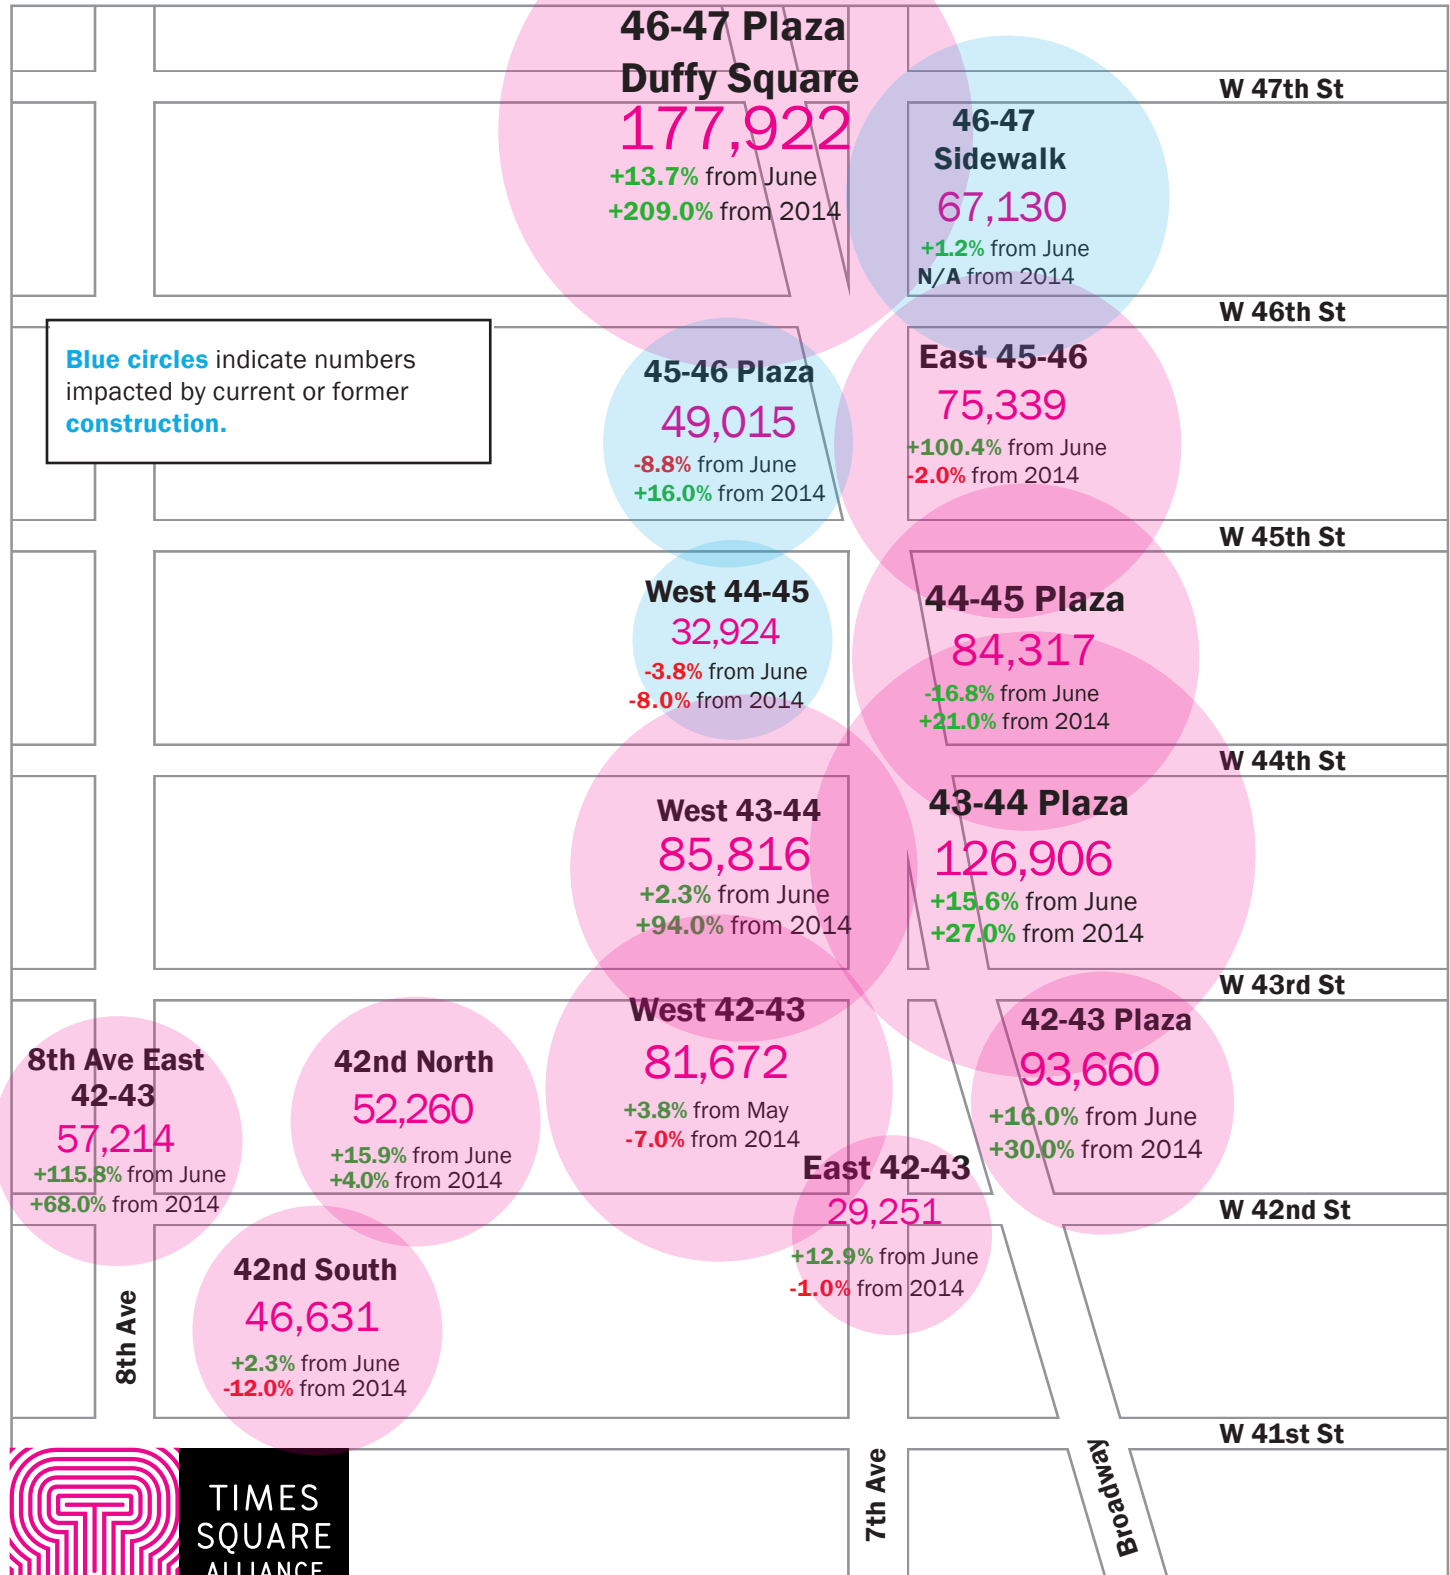 46-47 Plaza
Duffy Square
177,922
+13.7% from June
+209.0% from 2014
W 47th St
46-47
Sidewalk
67,130
+1.2% from June
N/A from 2014
W 46th St
Blue circles indicate numbers
impacted by current or former
construction.
45-46 Plaza
49,015
-8.8% from June
+16.0% from 2014
East 45-46
75,339
+100.4% from June
-2.0% from 2014
W 45th St
West 44-45
32,924
-3.8% from June
-8.0% from 2014
44-45 Plaza
84,317
-16.8% from June
+21.0% from 2014
W 44th St
West 43-44
85,816
+2.3% from June
+94.0% from 2014
43-44 Plaza
126,906
+15.6% from June
+27.0% from 2014
W 43rd St
8th Ave East
42-43
57,214
+115.8% from June
+68.0% from 2014
42nd North
52,260
+15.9% from June
+4.0% from 2014
West 42-43
81,672
+3.8% from May
-7.0% from 2014
42-43 Plaza
93,660
+16.0% from June
+30.0% from 2014
East 42-43
29,251
+12.9% from June
-1.0% from 2014
W 42nd St
42nd South
46,631
+2.3% from June
-12.0% from 2014
8th Ave
W 41st St
7th Ave
Broadway
TIMES
SQUARE
ALLIANCE